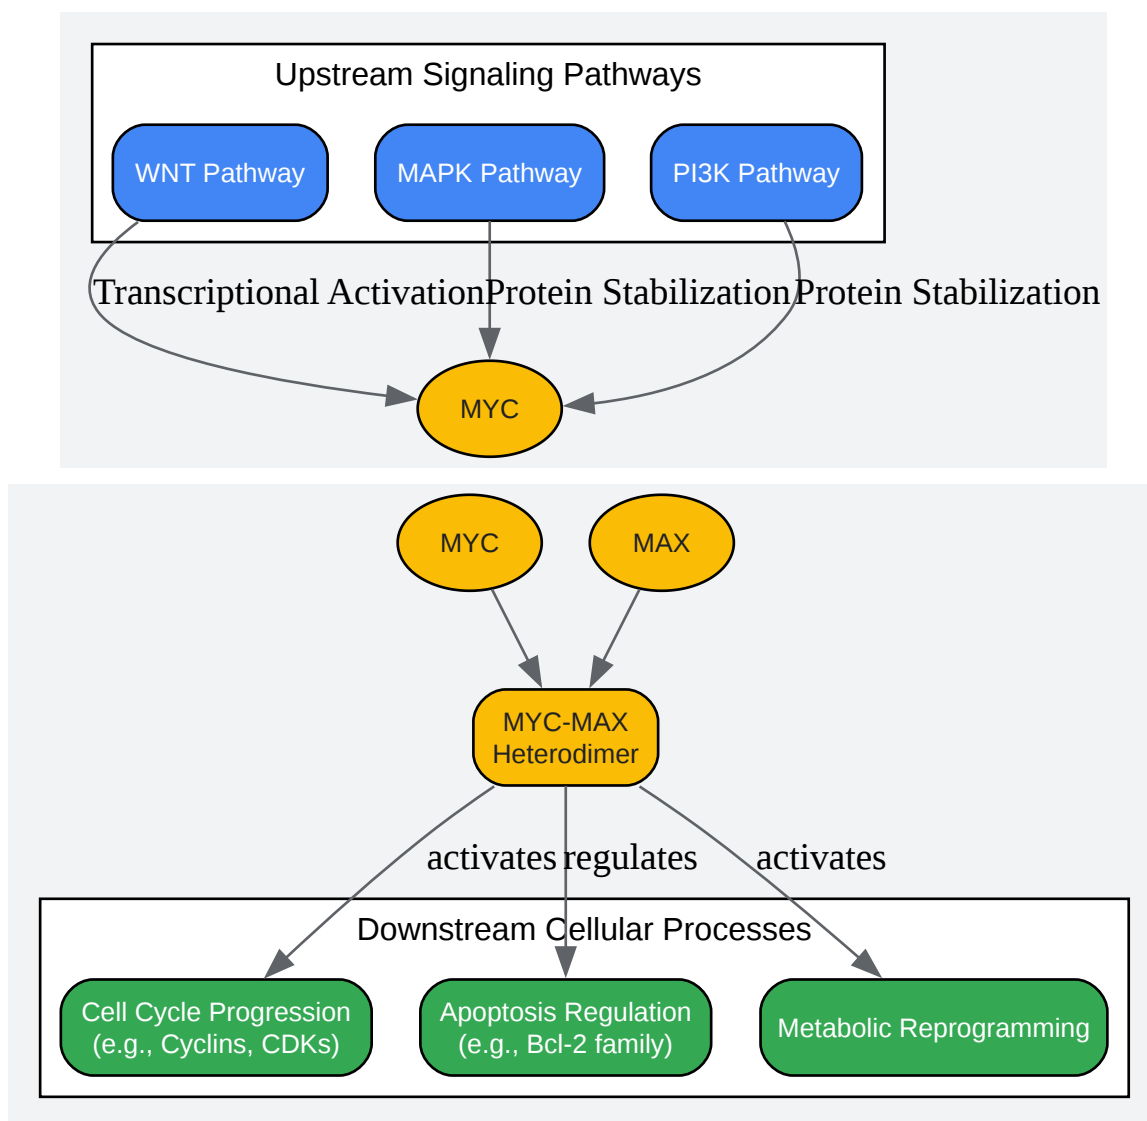 Upstream Signaling Pathways
WNT Pathway
MAPK Pathway
PI3K Pathway
Transcriptional Activation
Protein Stabilization
Protein Stabilization
MYC
MYC
MAX
MYC-MAX
Heterodimer
activates
regulates
activates
Downstream Cellular Processes
Cell Cycle Progression
(e.g., Cyclins, CDKs)
Apoptosis Regulation
(e.g., Bcl-2 family)
Metabolic Reprogramming